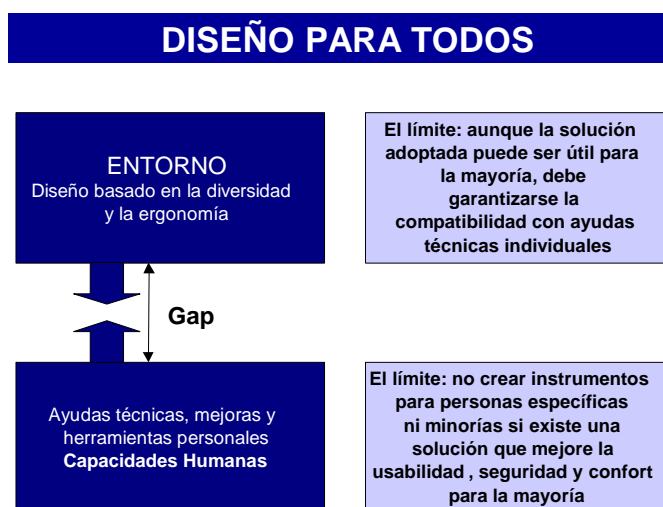 DISEÑO PARA TODOS
ENTORNO
Diseño basado en la diversidad
y la ergonomía
El límite: aunque la solución
adoptada puede ser útil para
la mayoría, debe
garantizarse la
compatibilidad con ayudas
técnicas individuales
Gap
Ayudas técnicas, mejoras y
herramientas personales
Capacidades Humanas
El límite: no crear instrumentos
para personas específicas
ni minorías si existe una
solución que mejore la
usabilidad , seguridad y confort
para la mayoría